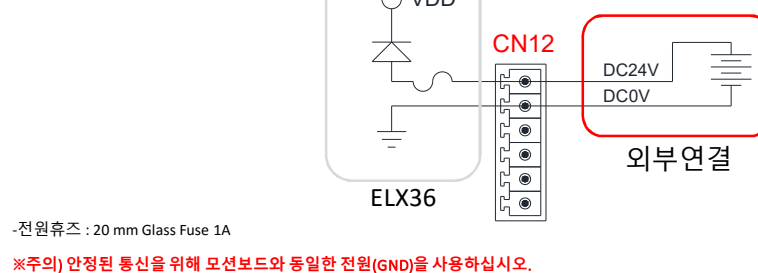 VDD
CN12
DC24V
DC0V
외부연결
ELX36
-전원휴즈 : 20 mm Glass Fuse 1A
※주의) 안정된 통신을 위해 모션보드와 동일한 전원(GND)을 사용하십시오.